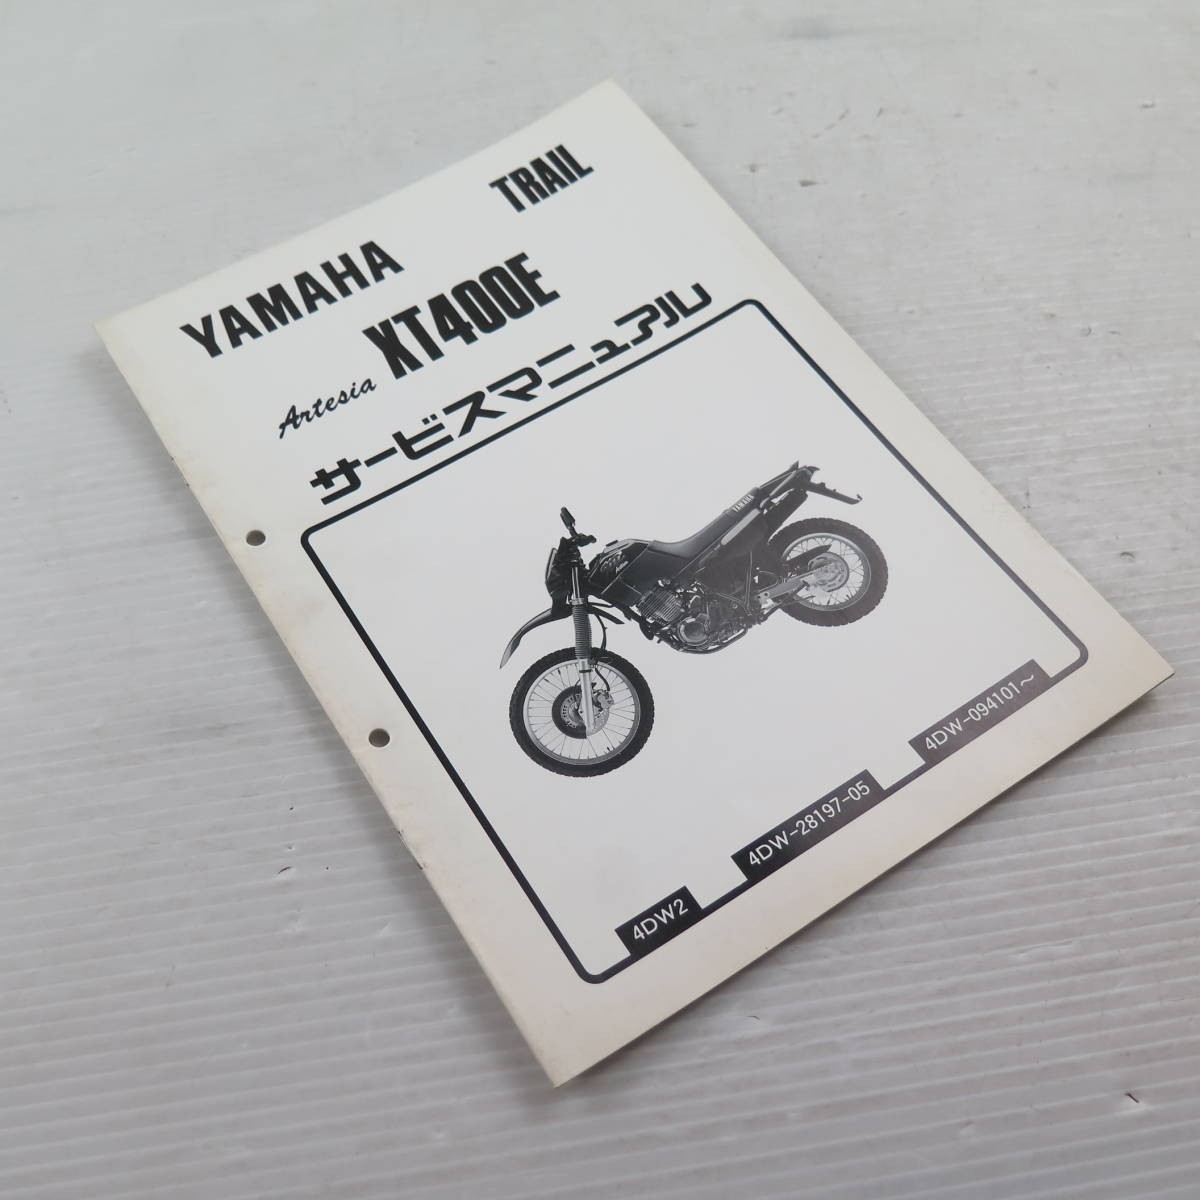 TRAIL
YAMAHA
Artesia XT400E
サービスマニュアル
YAMAHA
4DW2
4DW-28197-05
4DW-094101～